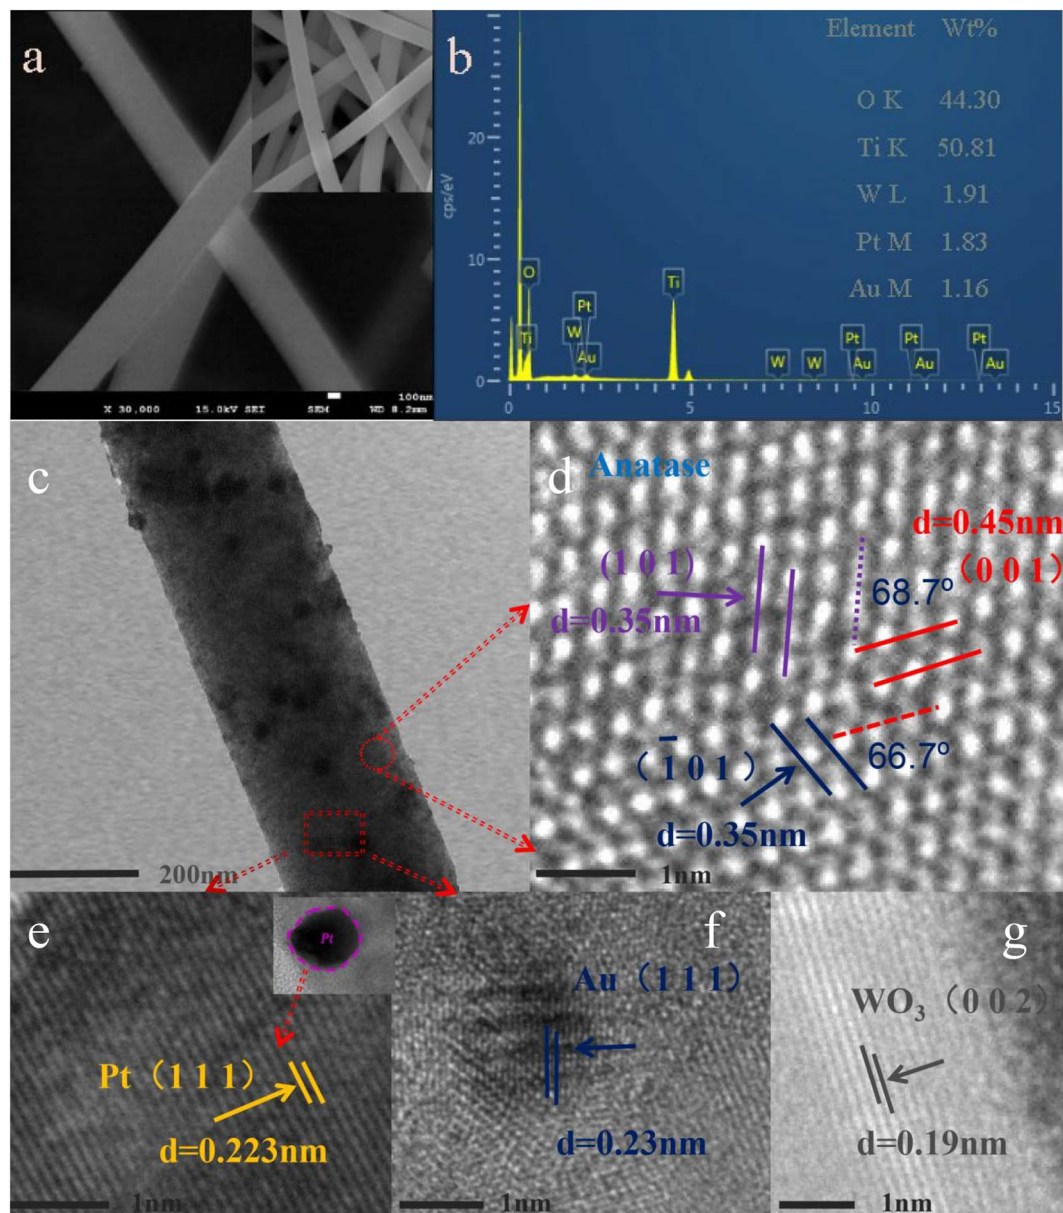 a
X 30,000 15.0kV SEI SEM WD 8.2mm
100nm
b
Element Wt%
O K 44.30
Ti K 50.81
W L 1.91
Pt M 1.83
Au M 1.16
cps/eV
20
10
0
O
Ti
W
Pt
Au
Ti
W
W
Pt
Au
Pt
Au
Pt
Au
0 5 10 15
c
200nm
d
Anatase
d=0.45nm
(0 0 1)
(1 0 1)
d=0.35nm
68.7º
(1̄ 0 1)
66.7º
d=0.35nm
1nm
e
Pt
Pt (1 1 1)
d=0.223nm
1nm
f
Au (1 1 1)
d=0.23nm
1nm
g
WO₃ (0 0 2)
d=0.19nm
1nm